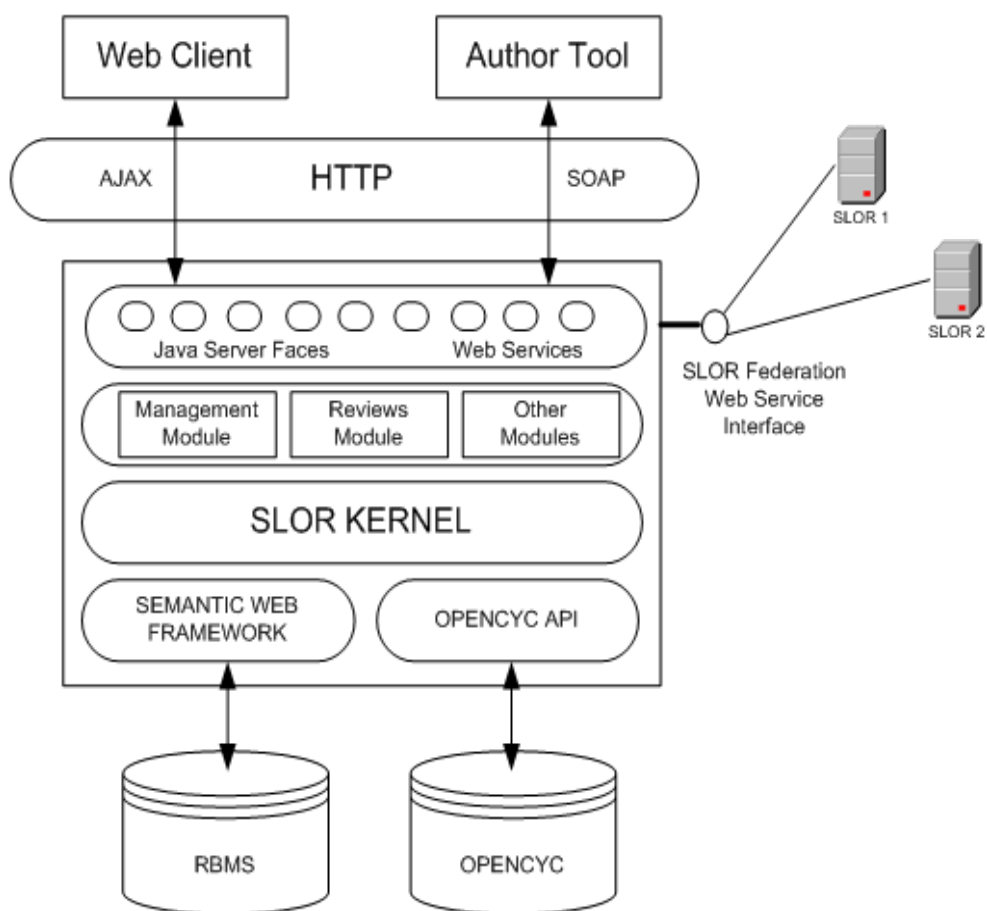 Web Client
Author Tool
AJAX
HTTP
SOAP
SLOR 1
SLOR 2
Java Server Faces
Web Services
SLOR Federation
Web Service
Interface
Management
Module
Reviews
Module
Other
Modules
SLOR KERNEL
SEMANTIC WEB
FRAMEWORK
OPENCYC API
RBMS
OPENCYC